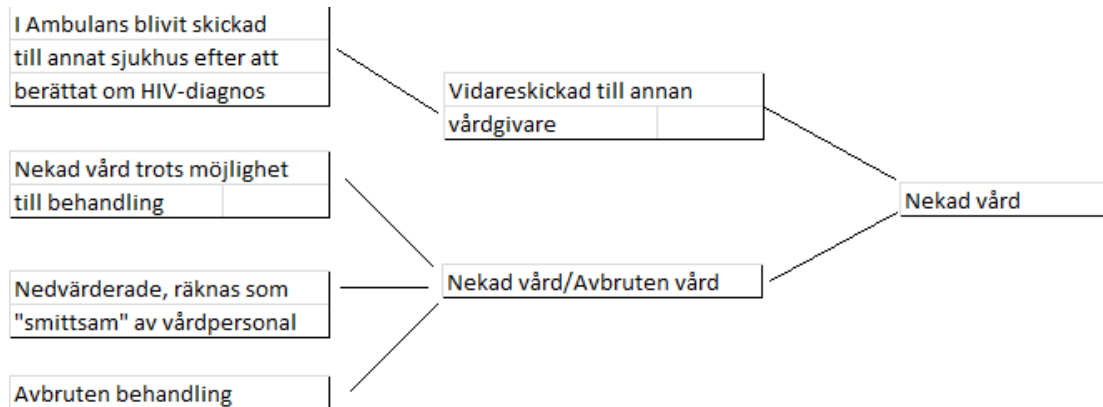 I Ambulans blivit skickad
till annat sjukhus efter att
berättat om HIV-diagnos
Nekad vård trots möjlighet
till behandling
Nedvärderade, räknas som
"smittsam" av vårdpersonal
Avbruten behandling
Vidareskickad till annan
vårdgivare
Nekad vård/Avbruten vård
Nekad vård